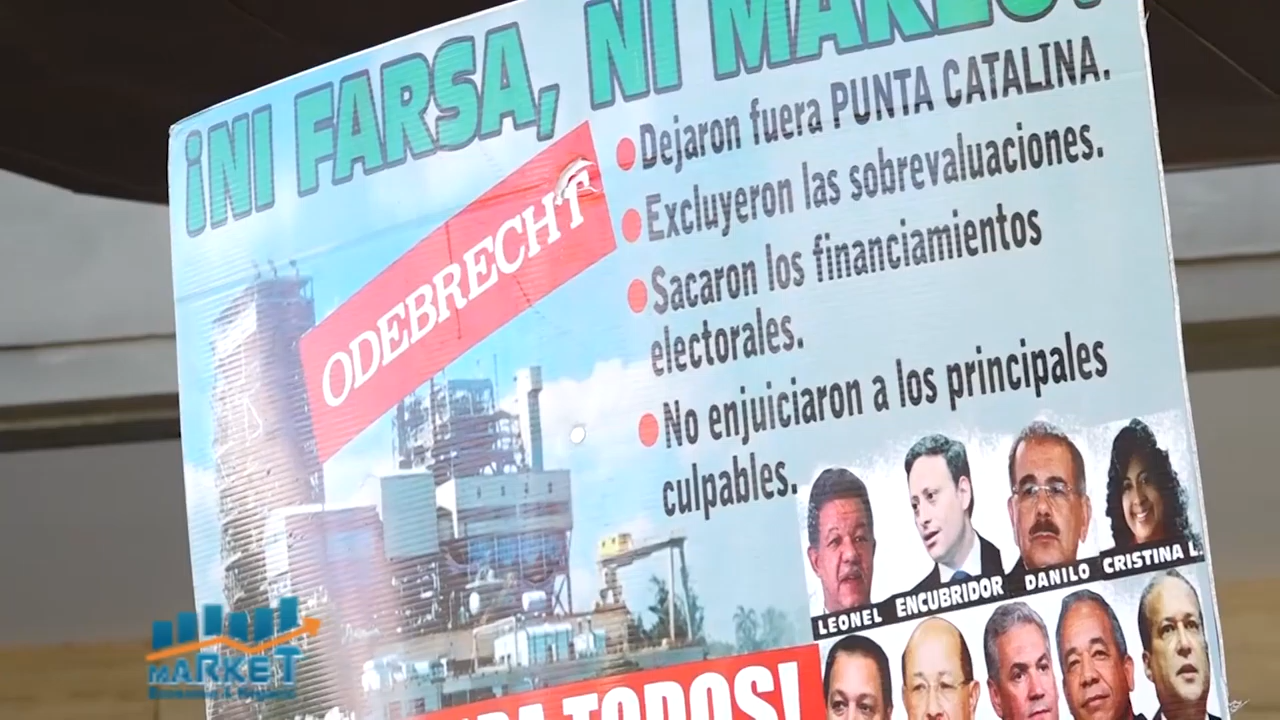 ¡NI FARSA, NI
ODEBRECHT
Dejaron fuera PUNTA CATALINA.
Excluyeron las sobrevaluaciones.
Sacaron los financiamientos
electorales.
No enjuiciaron a los principales
culpables.
LEONEL ENCUBRIDOR DANILO CRISTINA L.
TODOS!
MARKET